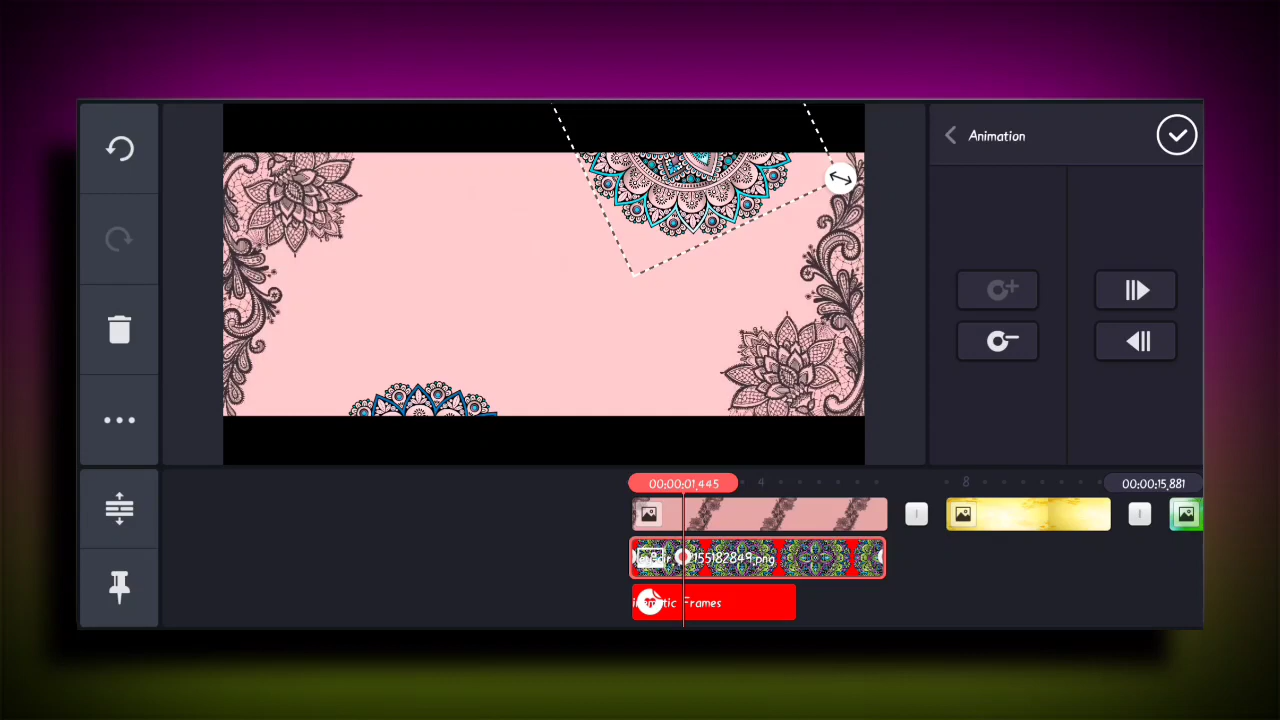 Animation
00:00:01,445
4
8
00:00:15,881
155182849.png
Frames